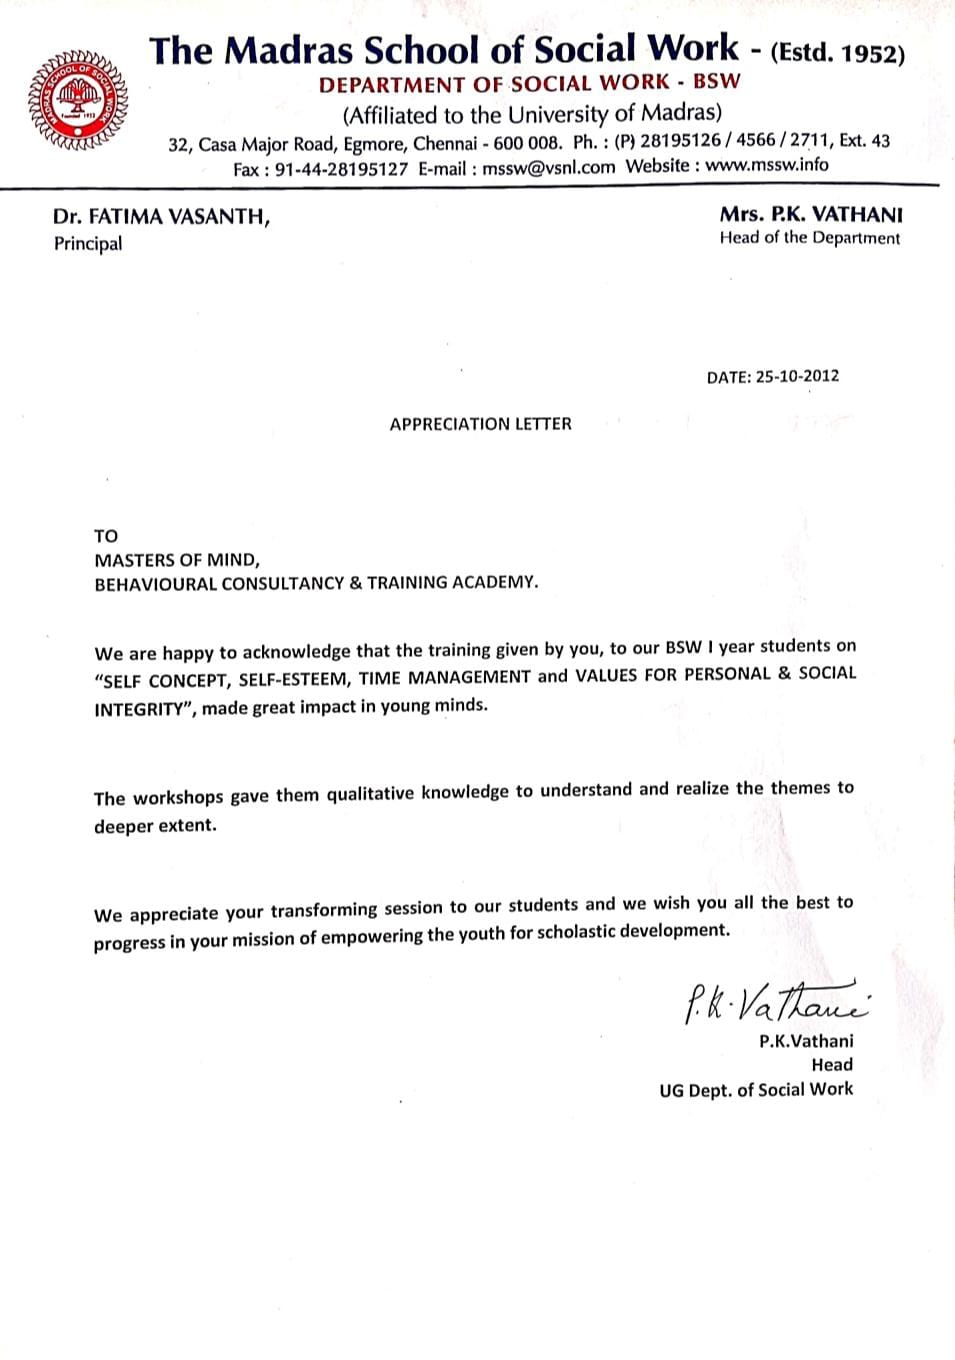 The Madras School of Social Work - (Estd. 1952)
DEPARTMENT OF SOCIAL WORK - BSW
(Affiliated to the University of Madras)
32, Casa Major Road, Egmore, Chennai - 600 008. Ph. : (P) 28195126 / 4566 / 2711, Ext. 43
Fax : 91-44-28195127 E-mail : mssw@vsnl.com Website : www.mssw.info
MADRAS SCHOOL OF SOCIAL WORK
Founded 1952
Dr. FATIMA VASANTH,
Principal
Mrs. P.K. VATHANI
Head of the Department
DATE: 25-10-2012
APPRECIATION LETTER
TO
MASTERS OF MIND,
BEHAVIOURAL CONSULTANCY & TRAINING ACADEMY.
We are happy to acknowledge that the training given by you, to our BSW I year students on
“SELF CONCEPT, SELF-ESTEEM, TIME MANAGEMENT and VALUES FOR PERSONAL & SOCIAL
INTEGRITY”, made great impact in young minds.
The workshops gave them qualitative knowledge to understand and realize the themes to
deeper extent.
We appreciate your transforming session to our students and we wish you all the best to
progress in your mission of empowering the youth for scholastic development.
P.K.Vathani
P.K.Vathani
Head
UG Dept. of Social Work